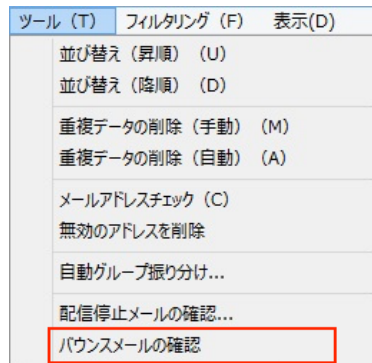 ツール（T） フィルタリング（F） 表示(D)
並び替え（昇順）（U）
並び替え（降順）（D）
重複データの削除（手動）（M）
重複データの削除（自動）（A）
メールアドレスチェック（C）
無効のアドレスを削除
自動グループ振り分け...
配信停止メールの確認...
バウンスメールの確認